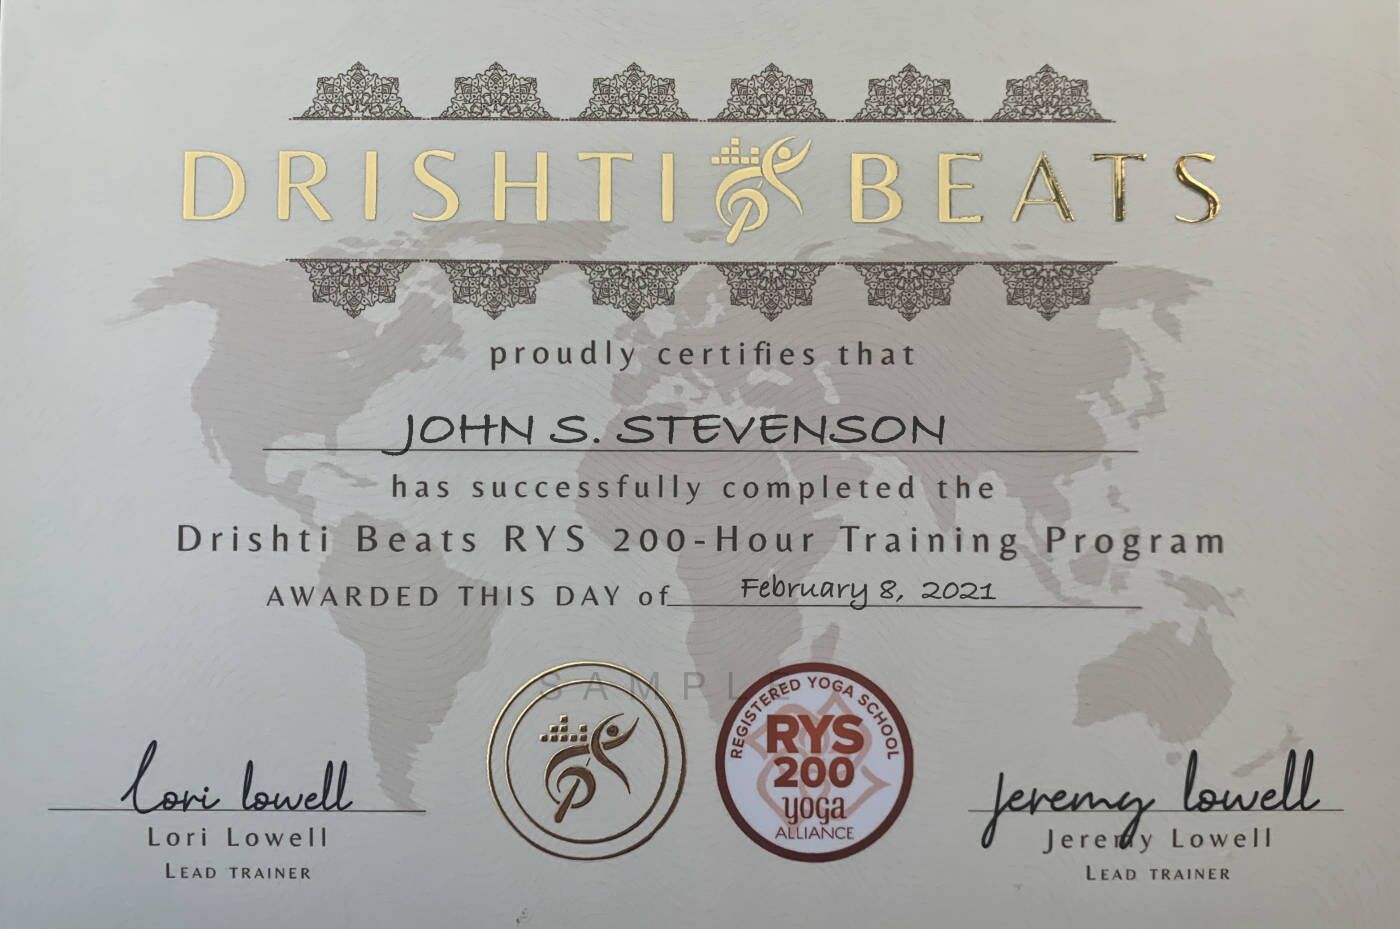 DRISHTI BEATS
proudly certifies that
JOHN S. STEVENSON
has successfully completed the
Drishti Beats RYS 200-Hour Training Program
AWARDED THIS DAY of February 8, 2021
SAMPLE
REGISTERED YOGA SCHOOL
RYS
200
yoga
ALLIANCE
Lori Lowell
Lori Lowell
LEAD TRAINER
Jeremy Lowell
Jeremy Lowell
LEAD TRAINER